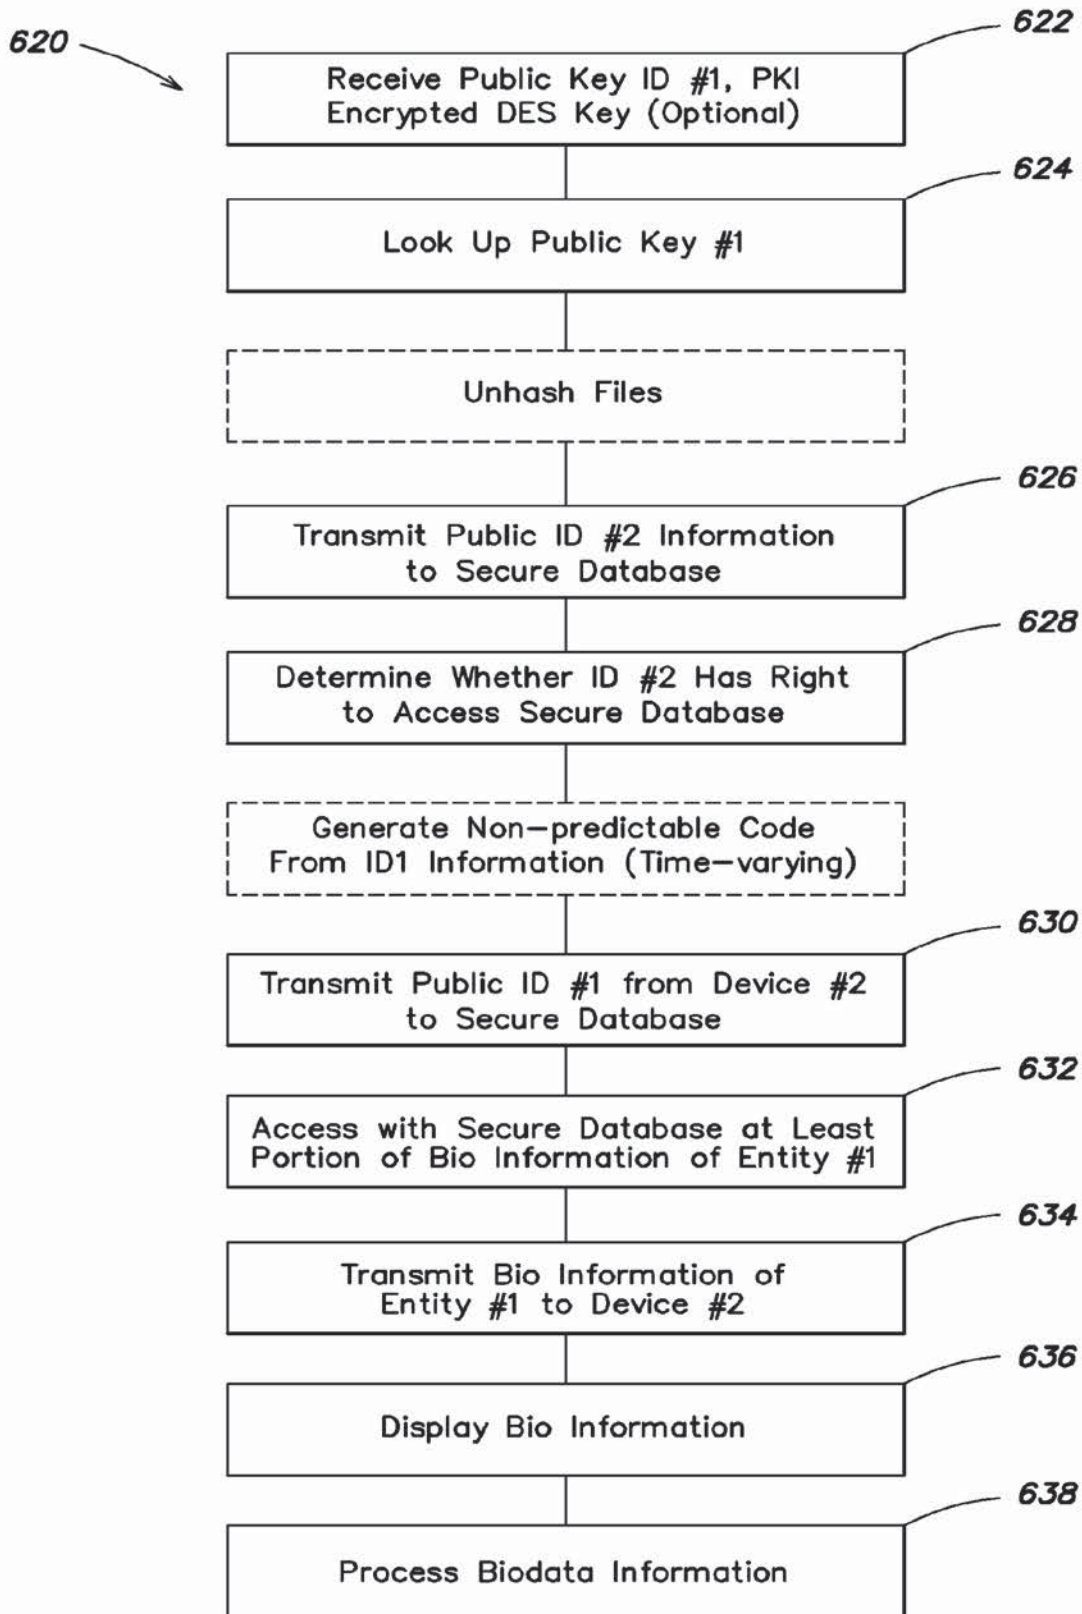 620
622
Receive Public Key ID #1, PKI
Encrypted DES Key (Optional)
624
Look Up Public Key #1
Unhash Files
626
Transmit Public ID #2 Information
to Secure Database
628
Determine Whether ID #2 Has Right
to Access Secure Database
Generate Non-predictable Code
From ID1 Information (Time-varying)
630
Transmit Public ID #1 from Device #2
to Secure Database
632
Access with Secure Database at Least
Portion of Bio Information of Entity #1
634
Transmit Bio Information of
Entity #1 to Device #2
636
Display Bio Information
638
Process Biodata Information